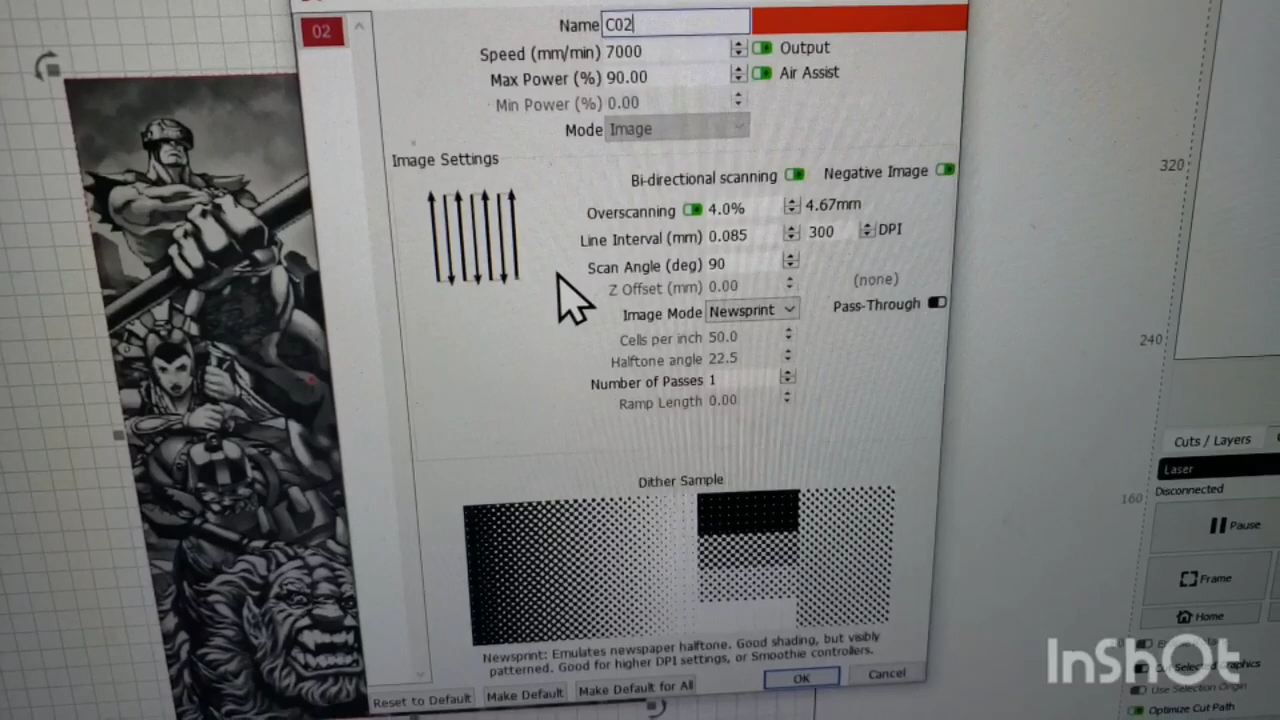 02
Name C02
Speed (mm/min) 7000
Output
Max Power (%) 90.00
Air Assist
Min Power (%) 0.00
Mode Image
Image Settings
Bi-directional scanning
Negative Image
Overscanning 4.0% 4.67mm
Line Interval (mm) 0.085 300 DPI
Scan Angle (deg) 90
Z Offset (mm) 0.00 (none)
Image Mode Newsprint Pass-Through
Cells per inch 50.0
Halftone angle 22.5
Number of Passes 1
Ramp Length 0.00
Dither Sample
Newsprint: Emulates newspaper halftone. Good shading, but visibly
patterned. Good for higher DPI settings, or Smoothie controllers.
Reset to Default Make Default Make Default for All OK Cancel
320
240
160
Cuts / Layers
Laser
Disconnected
Pause
Frame
Home
Cut Selected Graphics
Use Selection Origin
Optimize Cut Path
InShOt